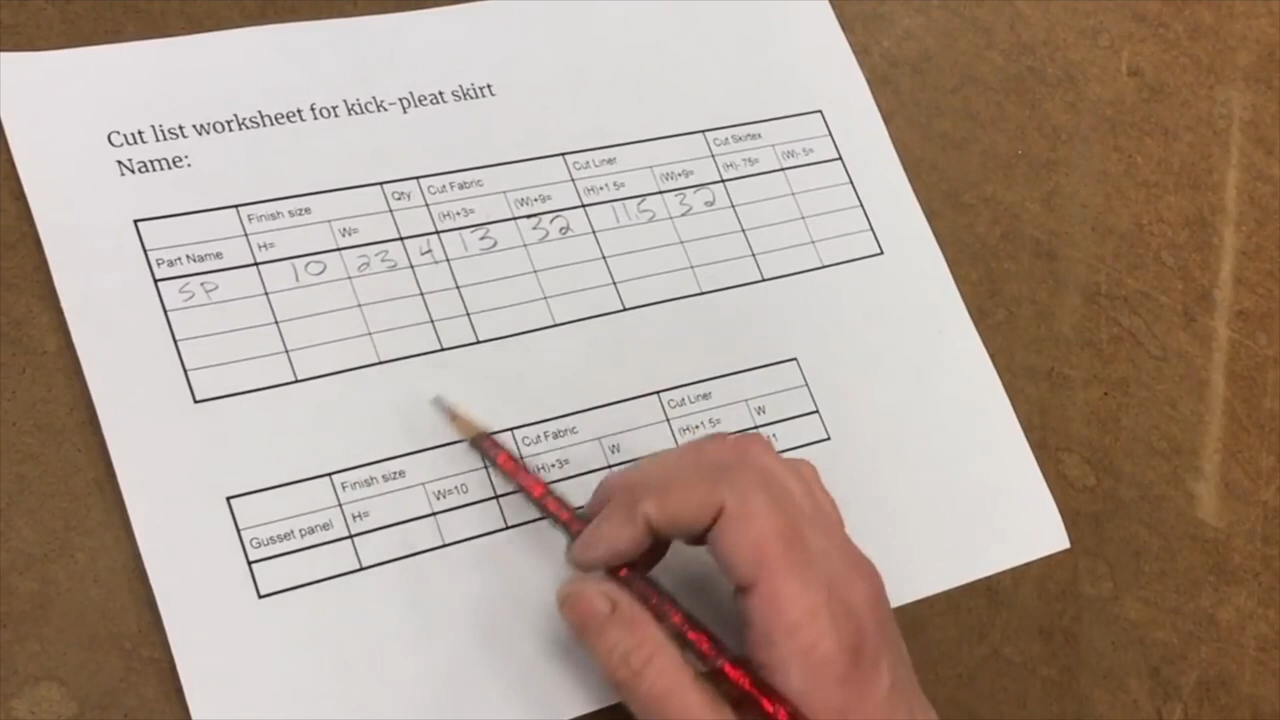 Cut list worksheet for kick-pleat skirt
Name:
Finish size Qty Cut Fabric Cut Liner Cut Skirtex
Part Name H= W= (H)+3= (W)+9= (H)+1.5= (W)+9= (H)-.75= (W)-.5=
SP 10 23 4 13 32 11.5 32
Finish size Cut Fabric Cut Liner
Gusset panel H= W=10 (H)+3= W (H)+1.5= W
11